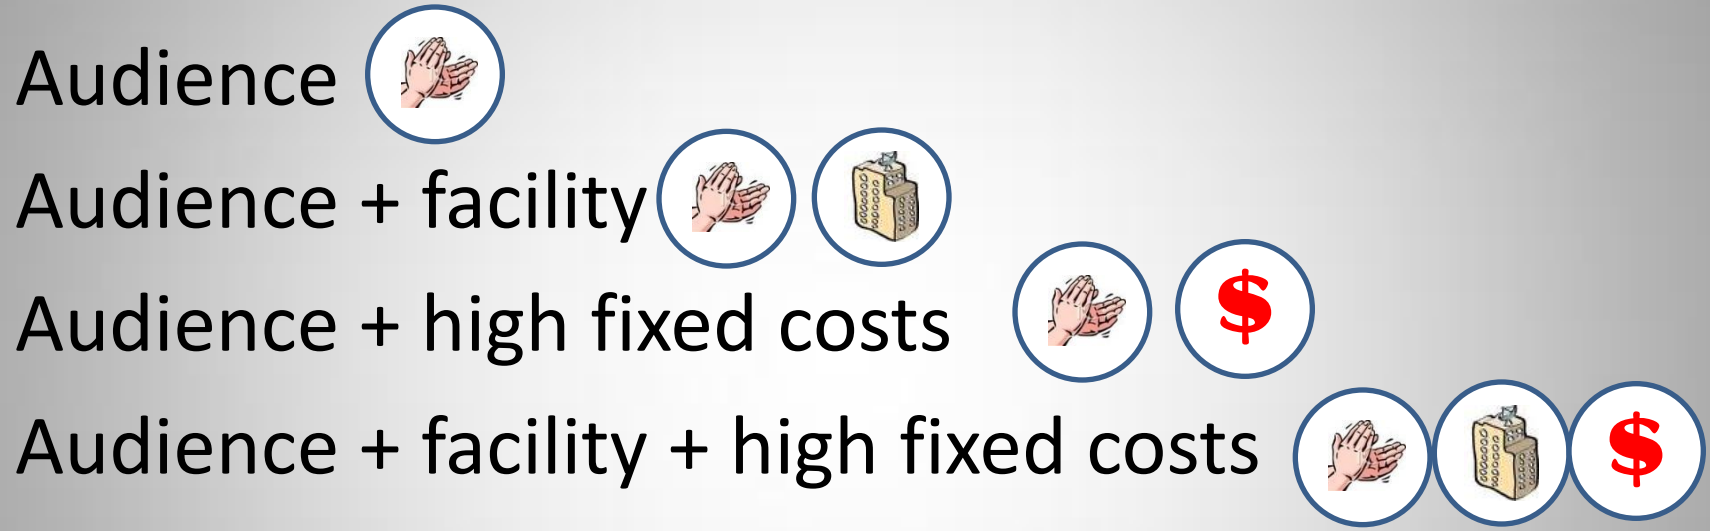 Audience
Audience + facility
Audience + high fixed costs $
Audience + facility + high fixed costs $